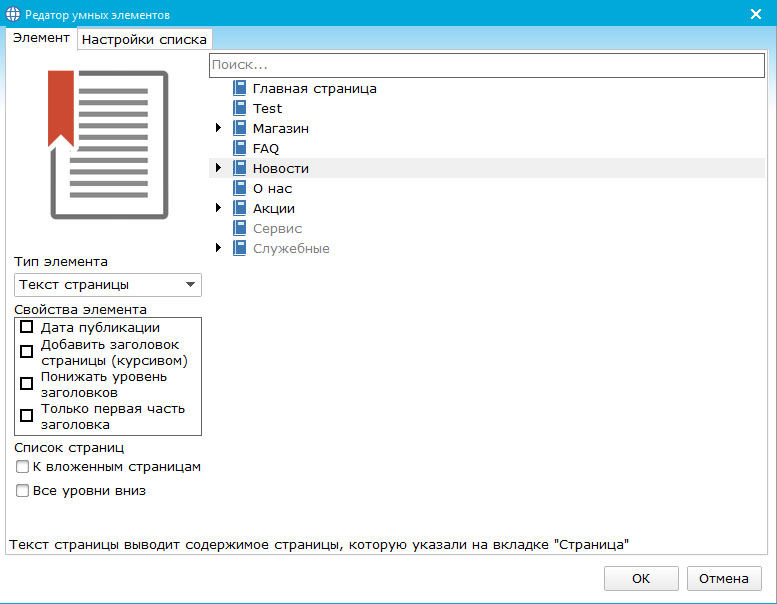 Редатор умных элементов
Элемент
Настройки списка
Поиск...
Главная страница
Test
Магазин
FAQ
Новости
О нас
Акции
Сервис
Служебные
Тип элемента
Текст страницы
Свойства элемента
Дата публикации
Добавить заголовок
страницы (курсивом)
Понижать уровень
заголовков
Только первая часть
заголовка
Список страниц
К вложенным страницам
Все уровни вниз
Текст страницы выводит содержимое страницы, которую указали на вкладке "Страница"
ОК
Отмена